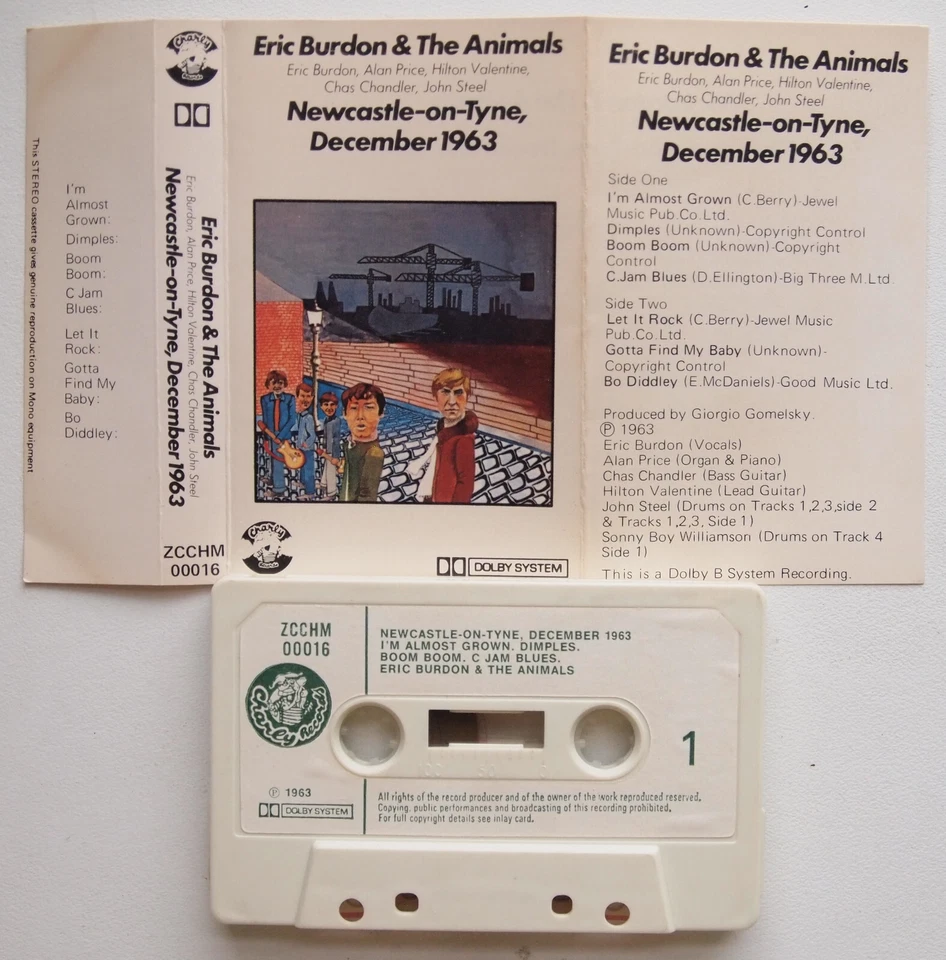 This STEREO cassette gives genuine reproduction on Mono equipment
I'm
Almost
Grown:
Dimples:
Boom
Boom:
C Jam
Blues:
Let It
Rock:
Gotta
Find My
Baby:
Bo
Diddley:
Charly
Records
Eric Burdon & The Animals
Eric Burdon, Alan Price, Hilton Valentine, Chas Chandler, John Steel
Newcastle-on-Tyne, December 1963
ZCCHM
00016
Eric Burdon & The Animals
Eric Burdon, Alan Price, Hilton Valentine,
Chas Chandler, John Steel
Newcastle-on-Tyne,
December 1963
Charly
Records
DOLBY SYSTEM
Eric Burdon & The Animals
Eric Burdon, Alan Price, Hilton Valentine,
Chas Chandler, John Steel
Newcastle-on-Tyne,
December 1963
Side One
I'm Almost Grown (C.Berry)-Jewel
Music Pub.Co.Ltd.
Dimples (Unknown)-Copyright Control
Boom Boom (Unknown)-Copyright
Control
C.Jam Blues (D.Ellington)-Big Three M.Ltd
Side Two
Let It Rock (C.Berry)-Jewel Music
Pub.Co.Ltd.
Gotta Find My Baby (Unknown)-
Copyright Control
Bo Diddley (E.McDaniels)-Good Music Ltd.
Produced by Giorgio Gomelsky.
℗ 1963
Eric Burdon (Vocals)
Alan Price (Organ & Piano)
Chas Chandler (Bass Guitar)
Hilton Valentine (Lead Guitar)
John Steel (Drums on Tracks 1,2,3,side 2
& Tracks 1,2,3, Side 1)
Sonny Boy Williamson (Drums on Track 4
Side 1)
This is a Dolby B System Recording.
ZCCHM
00016
Charly Records
NEWCASTLE-ON-TYNE, DECEMBER 1963
I'M ALMOST GROWN. DIMPLES.
BOOM BOOM. C JAM BLUES.
ERIC BURDON & THE ANIMALS
1
℗ 1963
DOLBY SYSTEM
All rights of the record producer and of the owner of the work reproduced reserved.
Copying, public performances and broadcasting of this recording prohibited.
For full copyright details see inlay card.